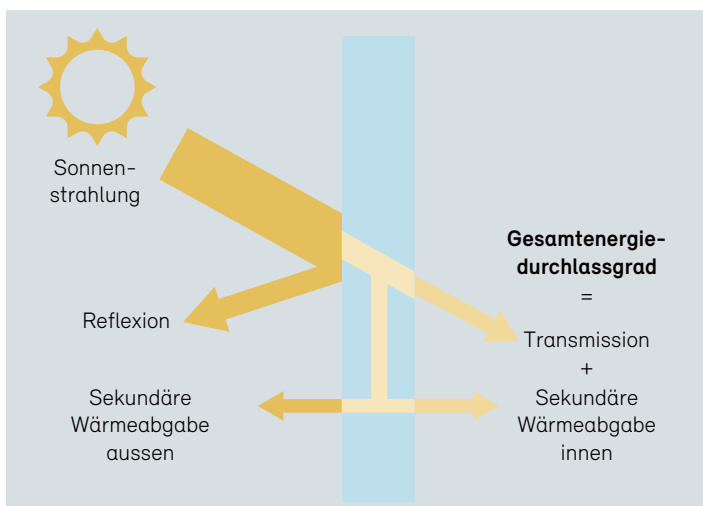 Sonnen-
strahlung
Reflexion
Sekundäre
Wärmeabgabe
aussen
Gesamtenergie-
durchlassgrad
=
Transmission
+
Sekundäre
Wärmeabgabe
innen